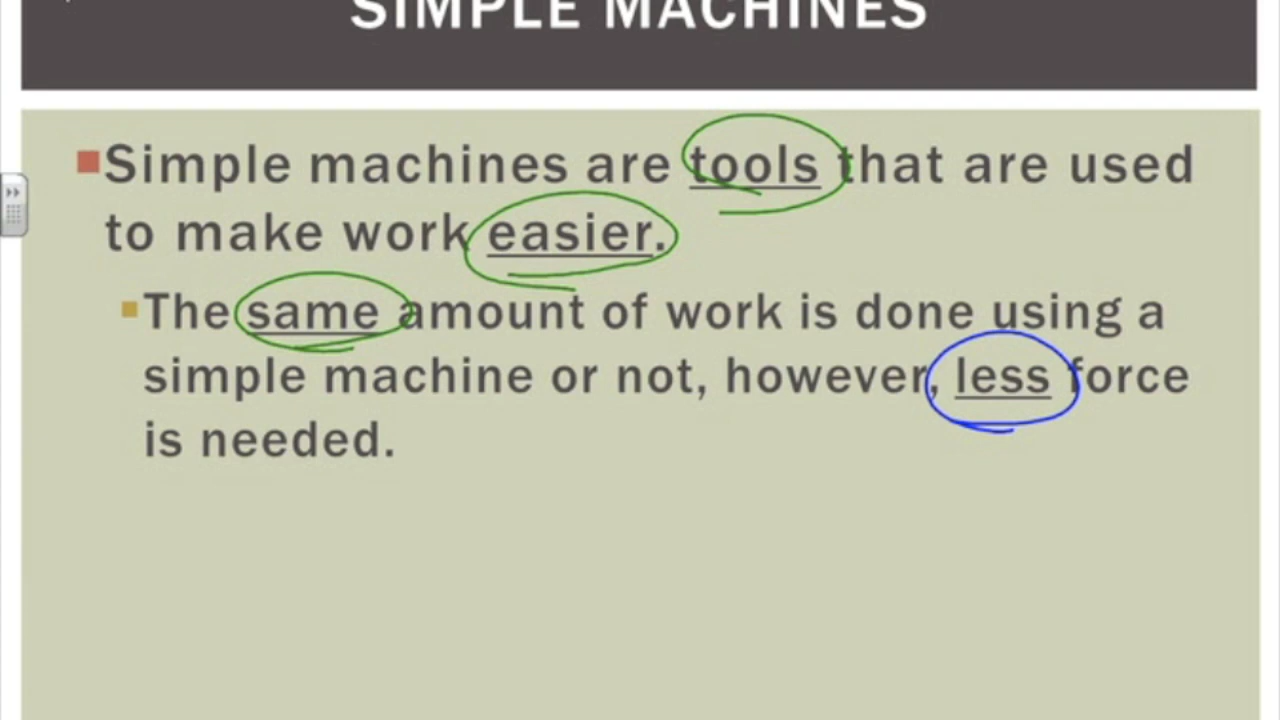 SIMPLE MACHINES
Simple machines are tools that are used
to make work easier.
The same amount of work is done using a
simple machine or not, however, less force
is needed.